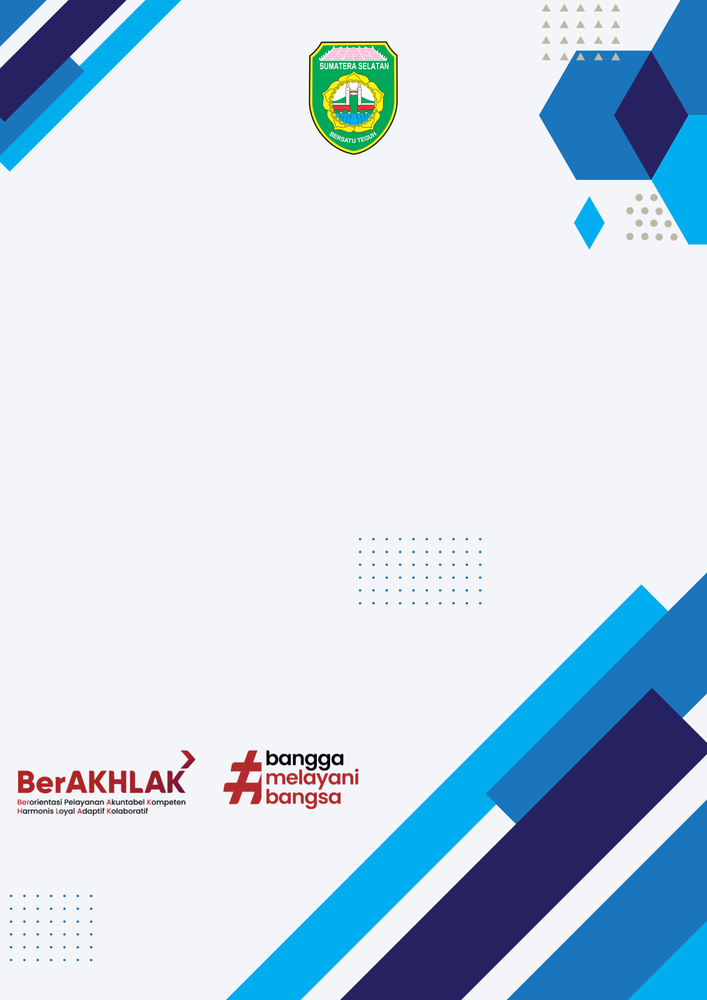 SUMATERA SELATAN
BERSATU TEGUH
BerAKHLAK
Berorientasi Pelayanan Akuntabel Kompeten
Harmonis Loyal Adaptif Kolaboratif
#bangga
melayani
bangsa